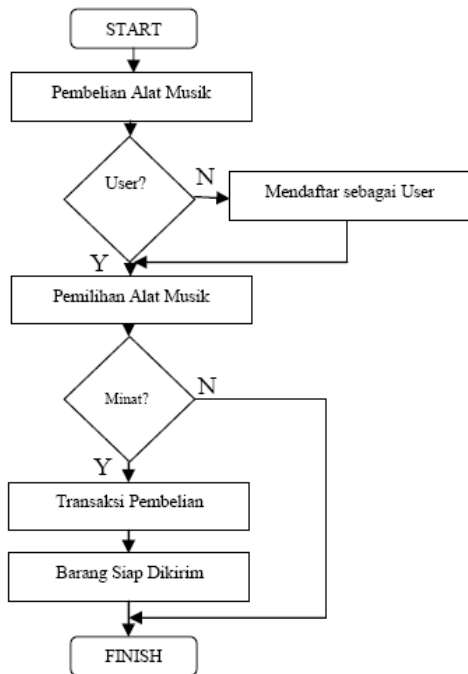 START
Pembelian Alat Musik
User?
N
Mendaftar sebagai User
Y
Pemilihan Alat Musik
Minat?
N
Y
Transaksi Pembelian
Barang Siap Dikirim
FINISH